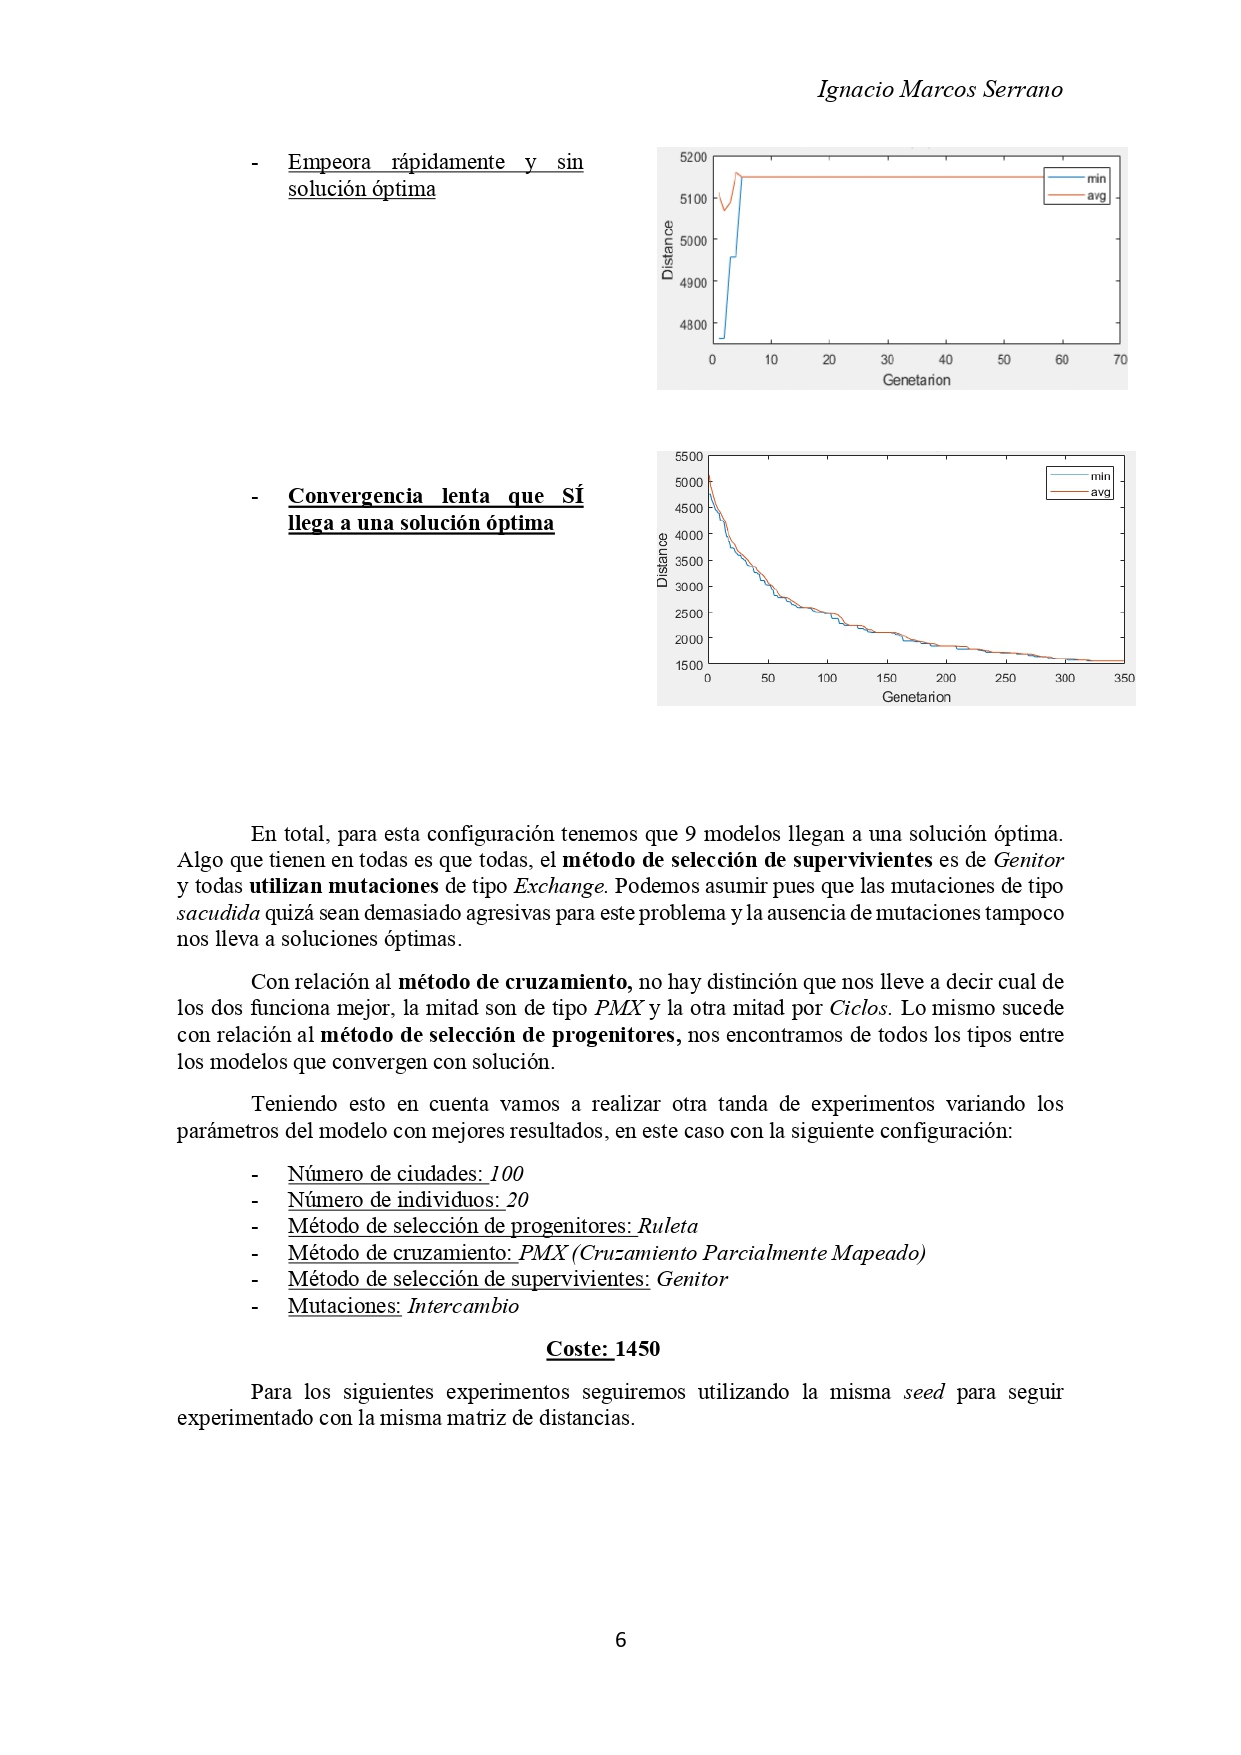 Ignacio Marcos Serrano
- Empeora rápidamente y sin
solución óptima
5200
5100
5000
4900
4800
Distance
min
avg
0 10 20 30 40 50 60 70
Genetarion
- Convergencia lenta que SÍ
llega a una solución óptima
5500
5000
4500
4000
3500
3000
2500
2000
1500
Distance
min
avg
0 50 100 150 200 250 300 350
Genetarion
En total, para esta configuración tenemos que 9 modelos llegan a una solución óptima.
Algo que tienen en todas es que todas, el método de selección de supervivientes es de Genitor
y todas utilizan mutaciones de tipo Exchange. Podemos asumir pues que las mutaciones de tipo
sacudida quizá sean demasiado agresivas para este problema y la ausencia de mutaciones tampoco
nos lleva a soluciones óptimas.
Con relación al método de cruzamiento, no hay distinción que nos lleve a decir cual de
los dos funciona mejor, la mitad son de tipo PMX y la otra mitad por Ciclos. Lo mismo sucede
con relación al método de selección de progenitores, nos encontramos de todos los tipos entre
los modelos que convergen con solución.
Teniendo esto en cuenta vamos a realizar otra tanda de experimentos variando los
parámetros del modelo con mejores resultados, en este caso con la siguiente configuración:
- Número de ciudades: 100
- Número de individuos: 20
- Método de selección de progenitores: Ruleta
- Método de cruzamiento: PMX (Cruzamiento Parcialmente Mapeado)
- Método de selección de supervivientes: Genitor
- Mutaciones: Intercambio
Coste: 1450
Para los siguientes experimentos seguiremos utilizando la misma seed para seguir
experimentado con la misma matriz de distancias.
6